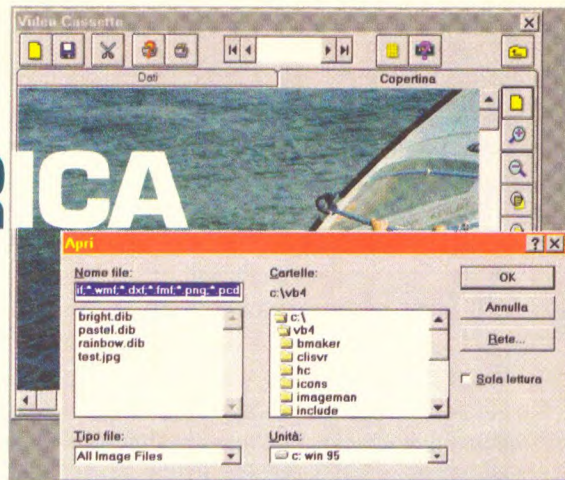 Video Cassette
Dati
Copertina
RICA
Apri
Nome file:
if;*.wmf;*.dxf;*.fmf;*.png;*.pcd
bright.dib
pastel.dib
rainbow.dib
test.jpg
Tipo file:
All Image Files
Cartelle:
c:\vb4
c:\
vb4
bmaker
clisvr
hc
icons
imageman
include
Unità:
c: win 95
OK
Annulla
Rete...
Sola lettura